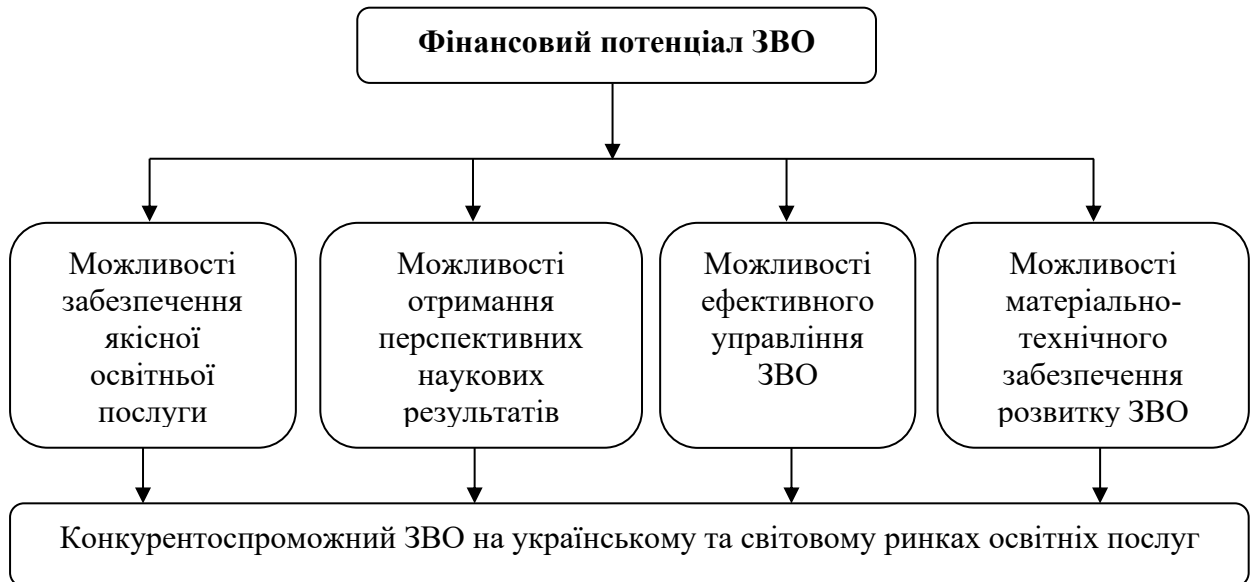 Фінансовий потенціал ЗВО
Можливості
забезпечення
якісної
освітньої
послуги
Можливості
отримання
перспективних
наукових
результатів
Можливості
ефективного
управління
ЗВО
Можливості
матеріально-
технічного
забезпечення
розвитку ЗВО
Конкурентоспроможний ЗВО на українському та світовому ринках освітніх послуг